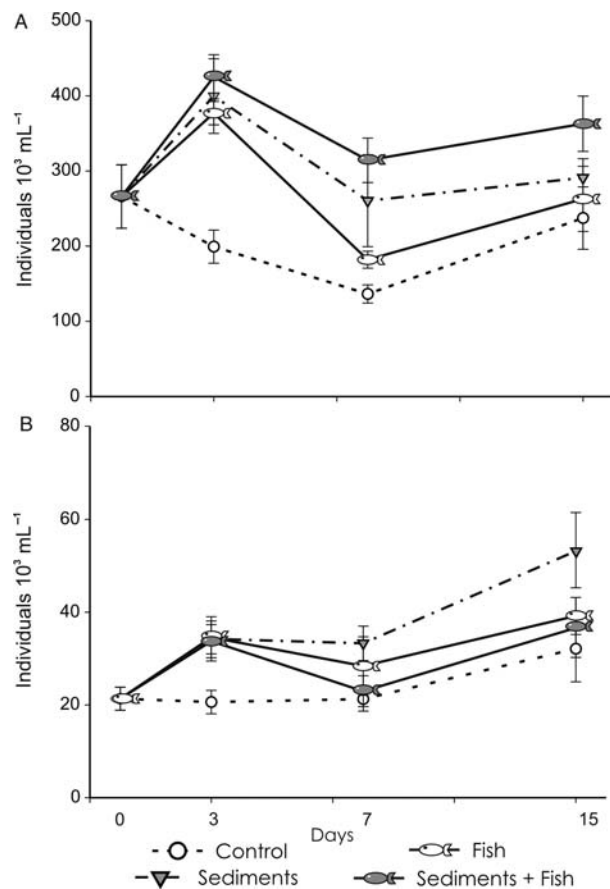 A
500
400
300
200
100
0
Individuals 10³ mL⁻¹
B
80
60
40
20
0
Individuals 10³ mL⁻¹
0 3 7 15
Days
Control Fish
Sediments Sediments + Fish